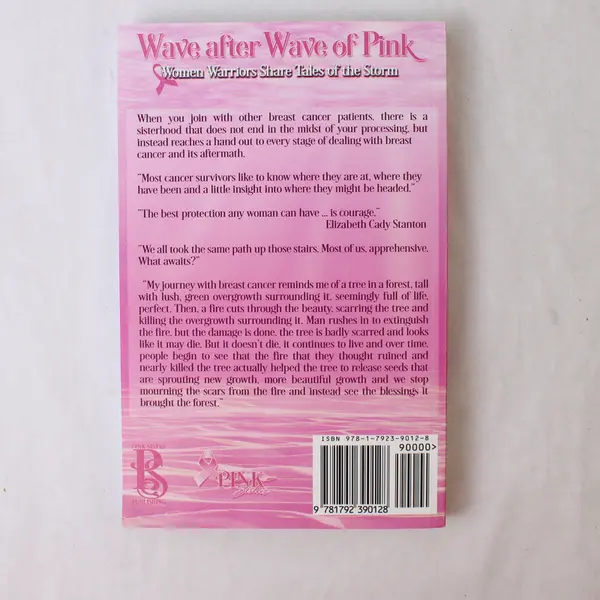 Wave after Wave of Pink
Women Warriors Share Tales of the Storm
When you join with other breast cancer patients, there is a
sisterhood that does not end in the midst of your processing, but
instead reaches a hand out to every stage of dealing with breast
cancer and its aftermath.
"Most cancer survivors like to know where they are at, where they
have been and a little insight into where they might be headed."
"The best protection any woman can have ... is courage."
Elizabeth Cady Stanton
"We all took the same path up those stairs. Most of us, apprehensive.
What awaits?"
"My journey with breast cancer reminds me of a tree in a forest, tall
with lush, green overgrowth surrounding it, seemingly full of life,
perfect. Then, a fire cuts through the beauty, scarring the tree and
killing the overgrowth surrounding it. Man rushes in to extinguish
the fire, but the damage is done, the tree is badly scarred and looks
like it may die. But it doesn't die, it continues to live and over time,
people begin to see that the fire that they thought ruined and
nearly killed the tree actually helped the tree to release seeds that
are sprouting new growth, more beautiful growth and we stop
mourning the scars from the fire and instead see the blessings it
brought the forest."
ISBN 978-1-7923-9012-8
90000>
BS
PINK
9 781792 390128